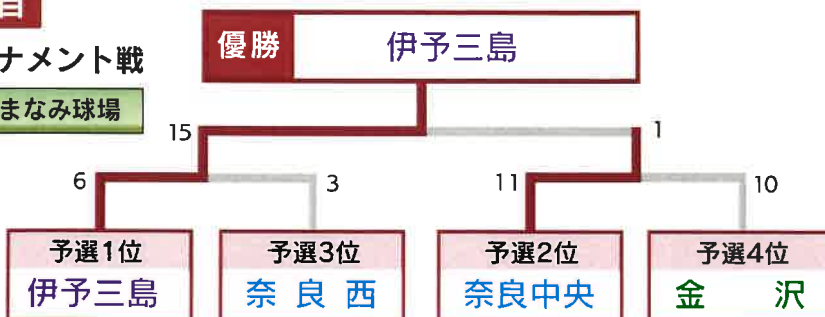 目
優勝 伊予三島
ナメント戦
まなみ球場
15 1
6 3 11 10
予選1位 予選3位 予選2位 予選4位
伊予三島 奈良西 奈良中央 金沢